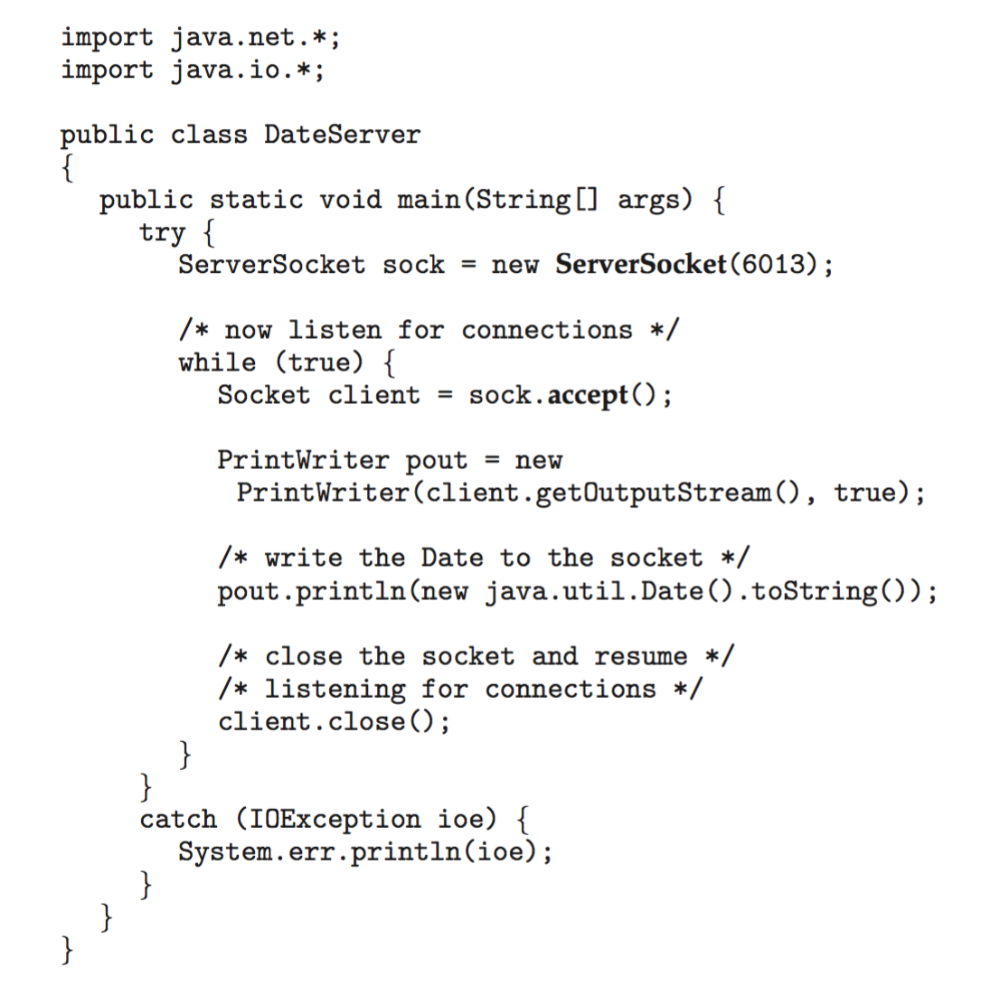 import java.net.*;
import java.io.*;
public class DateServer
{
public static void main(String[] args) {
try {
ServerSocket sock = new ServerSocket(6013);
/* now listen for connections */
while (true) {
Socket client = sock.accept();
PrintWriter pout = new
PrintWriter(client.getOutputStream(), true);
/* write the Date to the socket */
pout.println(new java.util.Date().toString());
/* close the socket and resume */
/* listening for connections */
client.close();
}
}
catch (IOException ioe) {
System.err.println(ioe);
}
}
}